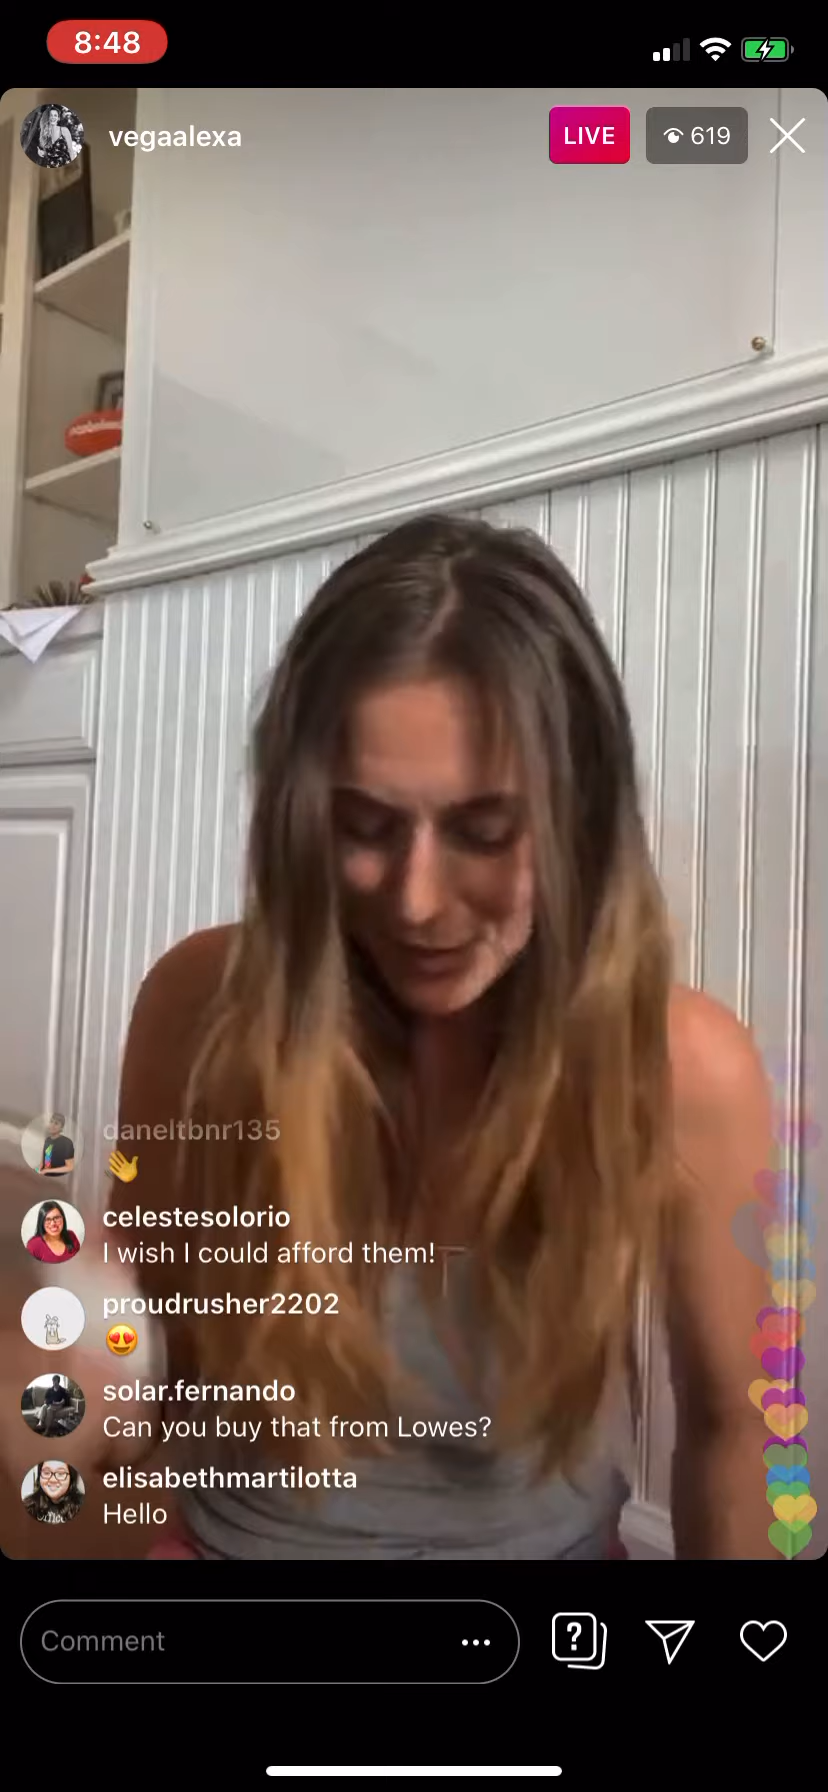 8:48
vegaalexa
LIVE
619
daneltbnr135
celestesolorio
I wish I could afford them!
proudrusher2202
😍
solar.fernando
Can you buy that from Lowes?
elisabethmartilotta
Hello
Comment
?